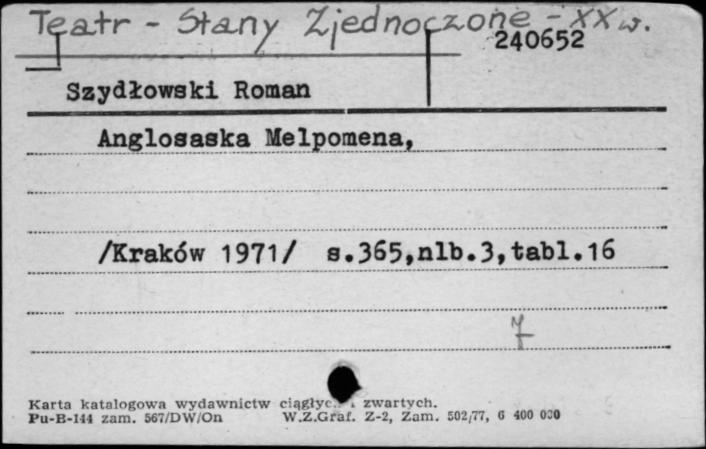 Teatr - Stany Zjednoczone - XX w.
240652
Szydłowski Roman
Anglosaska Melpomena,
/Kraków 1971/ s.365,nlb.3,tabl.16
7
Karta katalogowa wydawnictw i zwartych.
Pu-B-144 zam. 567/DW/On W.Z.Graf. Z-2, Zam. 502/77, 6 400 000